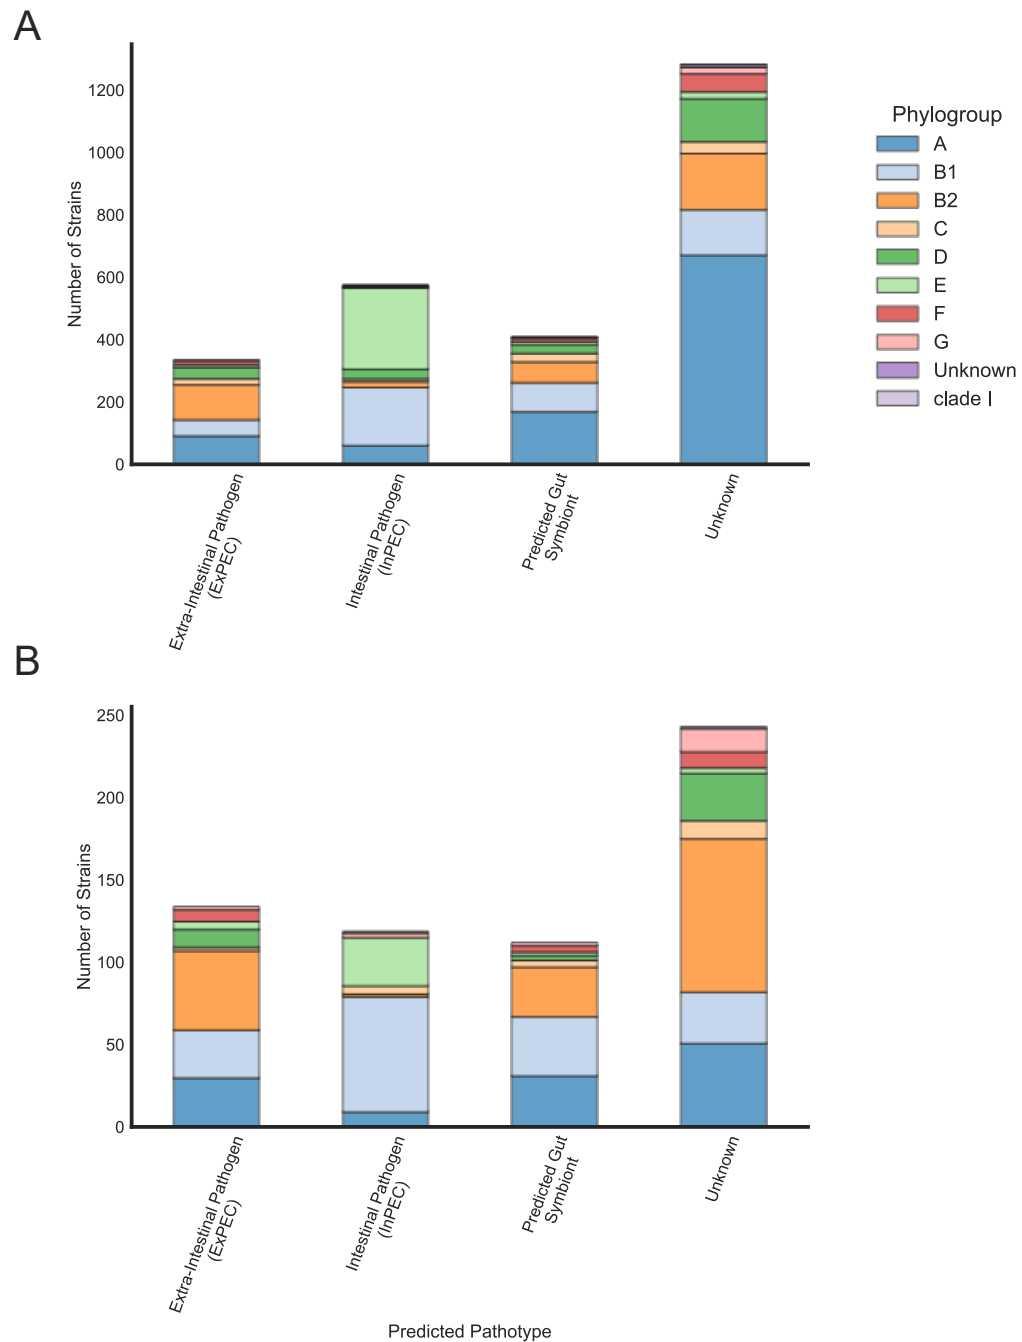 A
1200
1000
800
600
400
200
0
Number of Strains
Extra-Intestinal Pathogen
(ExPEC)
Intestinal Pathogen
(InPEC)
Predicted Gut
Symbiont
Unknown
Phylogroup
A
B1
B2
C
D
E
F
G
Unknown
clade I
B
250
200
150
100
50
0
Number of Strains
Extra-Intestinal Pathogen
(ExPEC)
Intestinal Pathogen
(InPEC)
Predicted Gut
Symbiont
Unknown
Predicted Pathotype